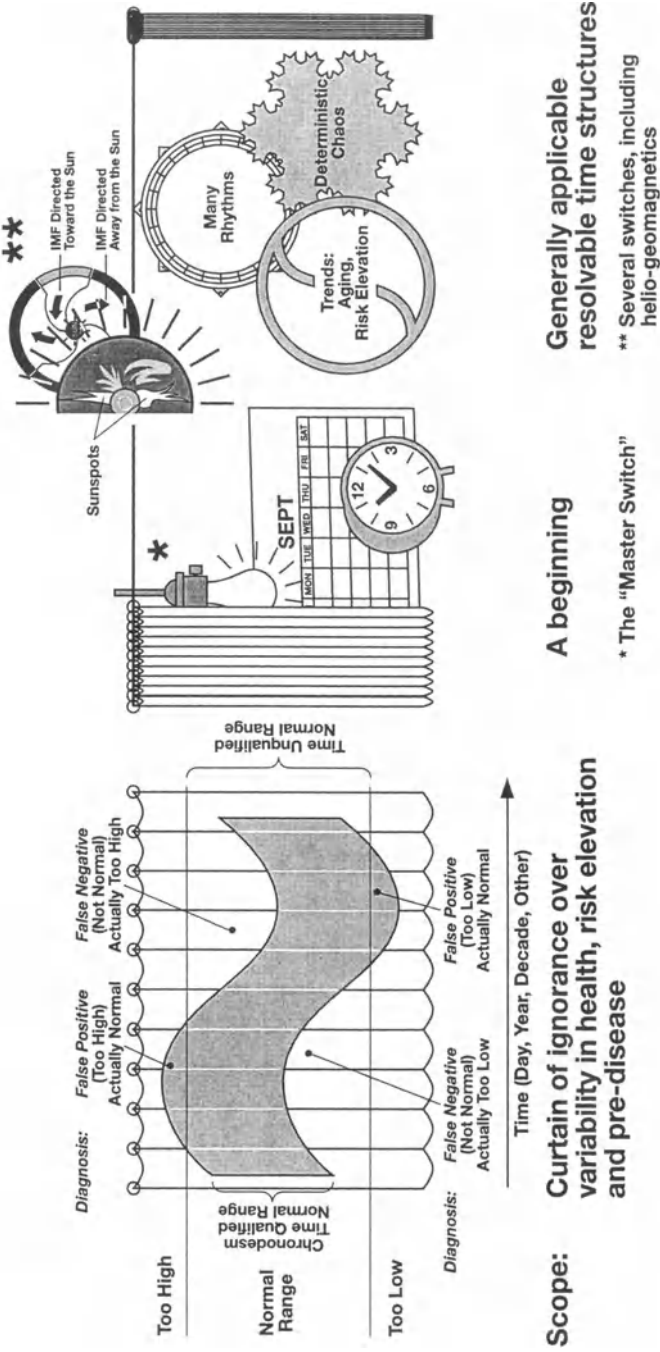 Diagnosis:
False Positive
(Too High)
Actually Normal
False Negative
(Not Normal)
Actually Too High
Too High
Normal
Range
Too Low
Chronodesm
Time Qualified
Normal Range
Time Unqualified
Normal Range
Diagnosis:
False Negative
(Not Normal)
Actually Too Low
False Positive
(Too Low)
Actually Normal
Time (Day, Year, Decade, Other)
Scope:
Curtain of ignorance over
variability in health, risk elevation
and pre-disease
*
SEPT
MON TUE WED THU FRI SAT
12
3
6
9
A beginning
* The “Master Switch”
Sunspots
**
IMF Directed
Toward the Sun
IMF Directed
Away from the Sun
Many
Rhythms
Deterministic
Chaos
Trends:
Aging,
Risk Elevation
Generally applicable
resolvable time structures
** Several switches, including
helio-geomagnetics